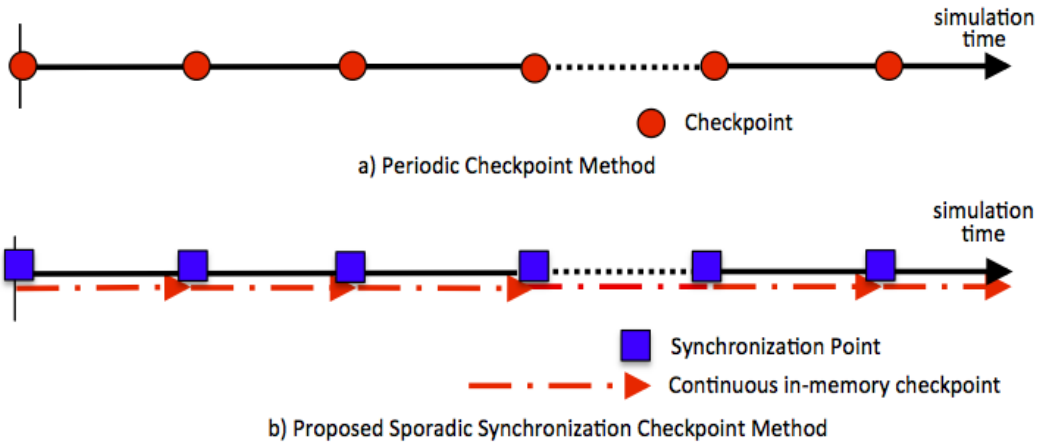 simulation
time
Checkpoint
a) Periodic Checkpoint Method
simulation
time
Synchronization Point
Continuous in-memory checkpoint
b) Proposed Sporadic Synchronization Checkpoint Method